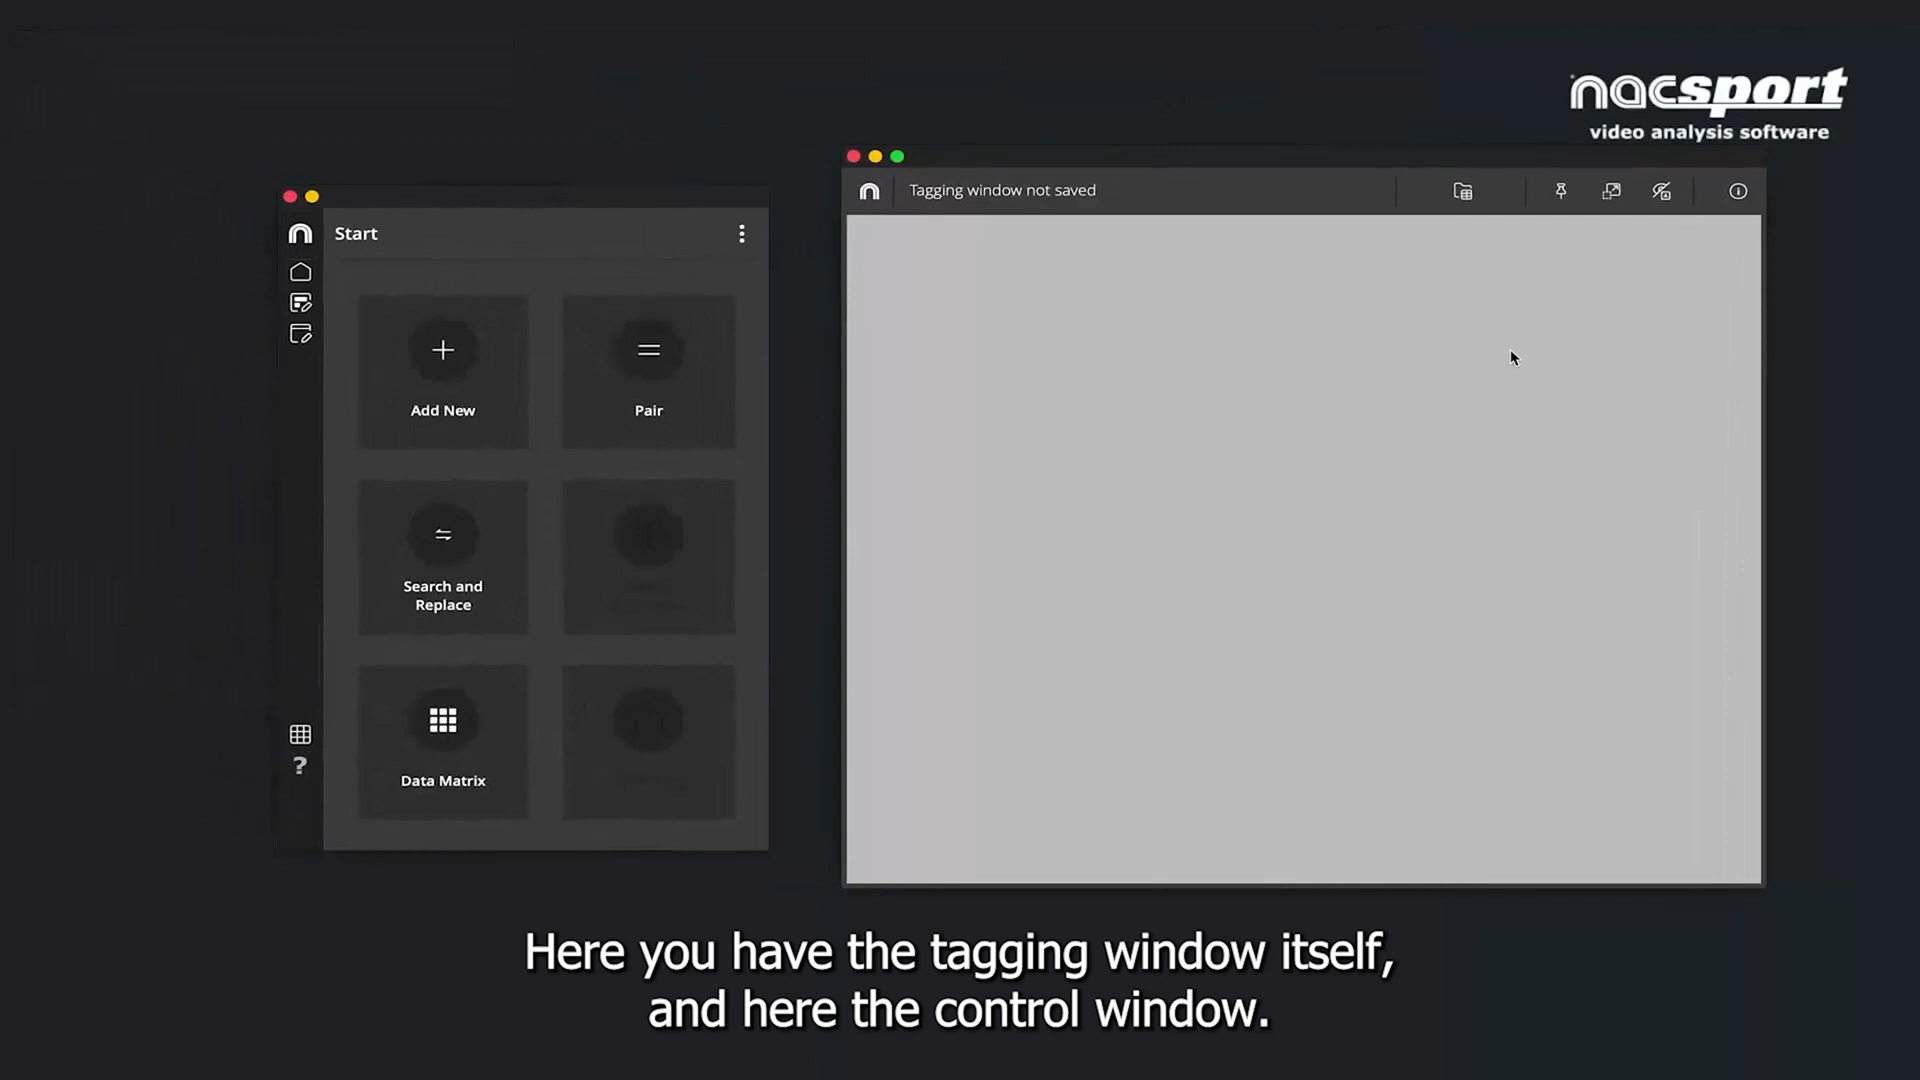 nacsport
video analysis software
Tagging window not saved
Start
Add New
Pair
Search and
Replace
Data Matrix
?
Here you have the tagging window itself,
and here the control window.